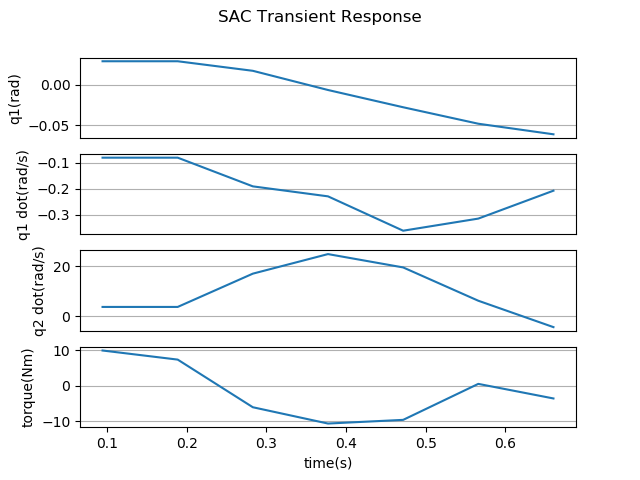 SAC Transient Response
0.00
−0.05
q1(rad)
−0.1
−0.2
−0.3
q1 dot(rad/s)
20
0
q2 dot(rad/s)
10
0
−10
torque(Nm)
0.1 0.2 0.3 0.4 0.5 0.6
time(s)